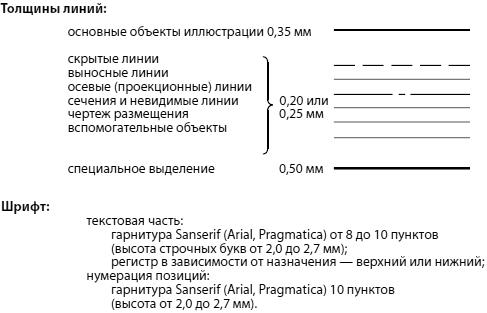 Толщины линий:
основные объекты иллюстрации 0,35 мм
скрытые линии
выносные линии
осевые (проекционные) линии
сечения и невидимые линии 0,20 или
чертеж размещения 0,25 мм
вспомогательные объекты
специальное выделение 0,50 мм
Шрифт:
текстовая часть:
гарнитура Sanserif (Arial, Pragmatica) от 8 до 10 пунктов
(высота строчных букв от 2,0 до 2,7 мм);
регистр в зависимости от назначения — верхний или нижний;
нумерация позиций:
гарнитура Sanserif (Arial, Pragmatica) 10 пунктов
(высота от 2,0 до 2,7 мм).